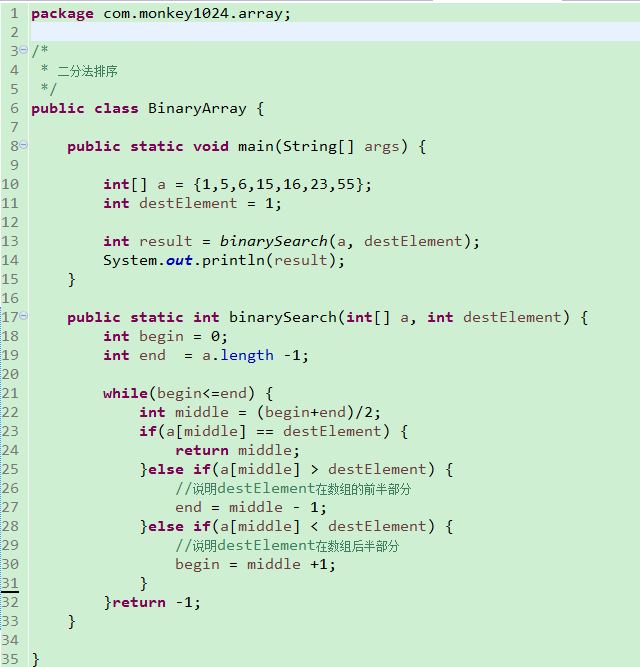 1 package com.monkey1024.array;
2
3 /*
4  * 二分法排序
5  */
6 public class BinaryArray {
7
8     public static void main(String[] args) {
9
10         int[] a = {1,5,6,15,16,23,55};
11         int destElement = 1;
12
13         int result = binarySearch(a, destElement);
14         System.out.println(result);
15     }
16
17     public static int binarySearch(int[] a, int destElement) {
18         int begin = 0;
19         int end  = a.length -1;
20
21         while(begin<=end) {
22             int middle = (begin+end)/2;
23             if(a[middle] == destElement) {
24                 return middle;
25             }else if(a[middle] > destElement) {
26                 //说明destElement在数组的前半部分
27                 end = middle - 1;
28             }else if(a[middle] < destElement) {
29                 //说明destElement在数组后半部分
30                 begin = middle +1;
31             }
32         }return -1;
33     }
34
35 }